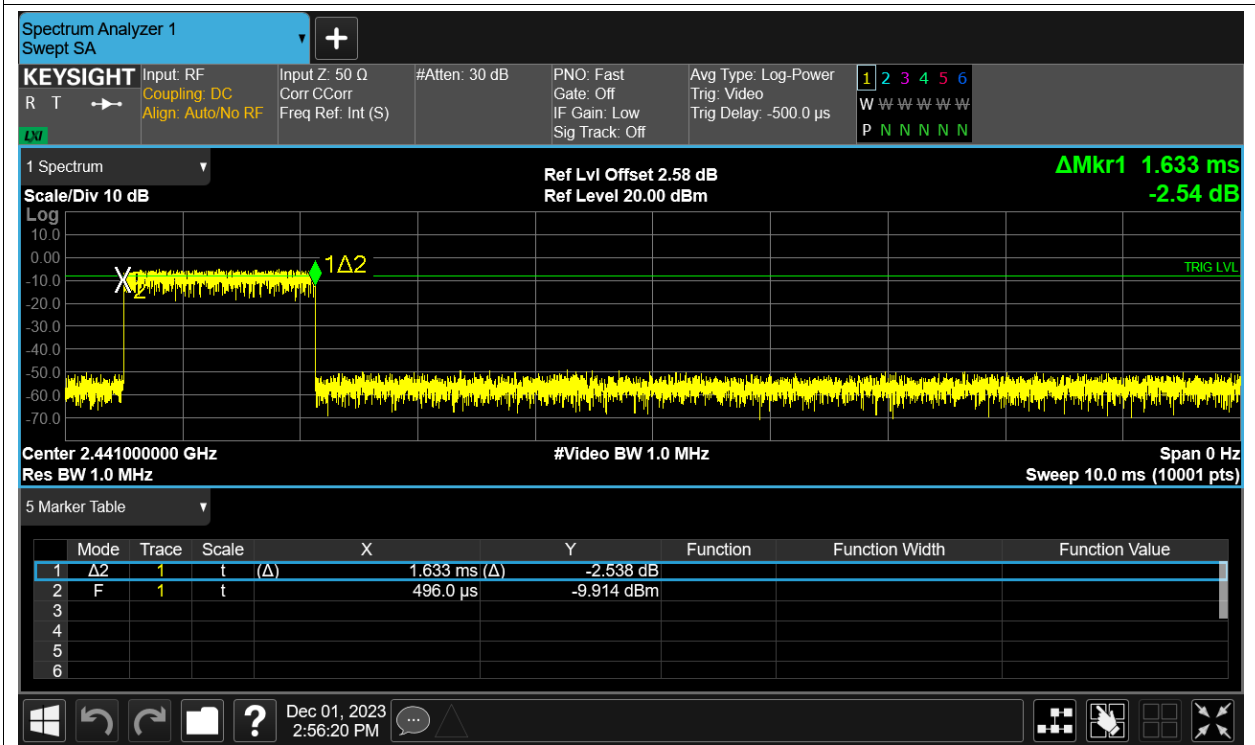 Spectrum Analyzer 1
Swept SA
KEYSIGHT Input: RF Input Z: 50 Ω #Atten: 30 dB PNO: Fast Avg Type: Log-Power 1 2 3 4 5 6
R T Coupling: DC Corr CCorr Gate: Off Trig: Video W W W W W W
Align: Auto/No RF Freq Ref: Int (S) IF Gain: Low Trig Delay: -500.0 µs
LXI Sig Track: Off P N N N N N
1 Spectrum Ref Lvl Offset 2.58 dB ΔMkr1 1.633 ms
Scale/Div 10 dB Ref Level 20.00 dBm -2.54 dB
Log
10.0
0.00 1Δ2 TRIG LVL
-10.0 2
-20.0
-30.0
-40.0
-50.0
-60.0
-70.0
Center 2.441000000 GHz #Video BW 1.0 MHz Span 0 Hz
Res BW 1.0 MHz Sweep 10.0 ms (10001 pts)
5 Marker Table
Mode Trace Scale X Y Function Function Width Function Value
1 Δ2 1 t (Δ) 1.633 ms (Δ) -2.538 dB
2 F 1 t 496.0 µs -9.914 dBm
3
4
5
6
? Dec 01, 2023
2:56:20 PM